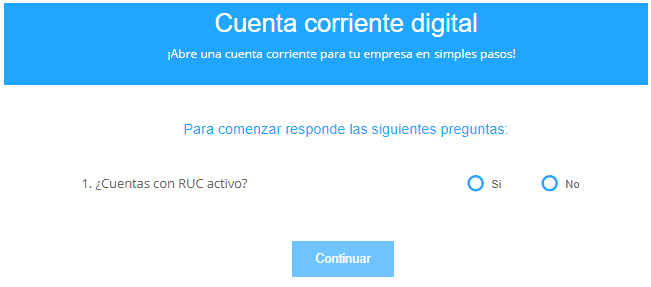 Cuenta corriente digital
¡Abre una cuenta corriente para tu empresa en simples pasos!
Para comenzar responde las siguientes preguntas:
1. ¿Cuentas con RUC activo? Si No
Continuar